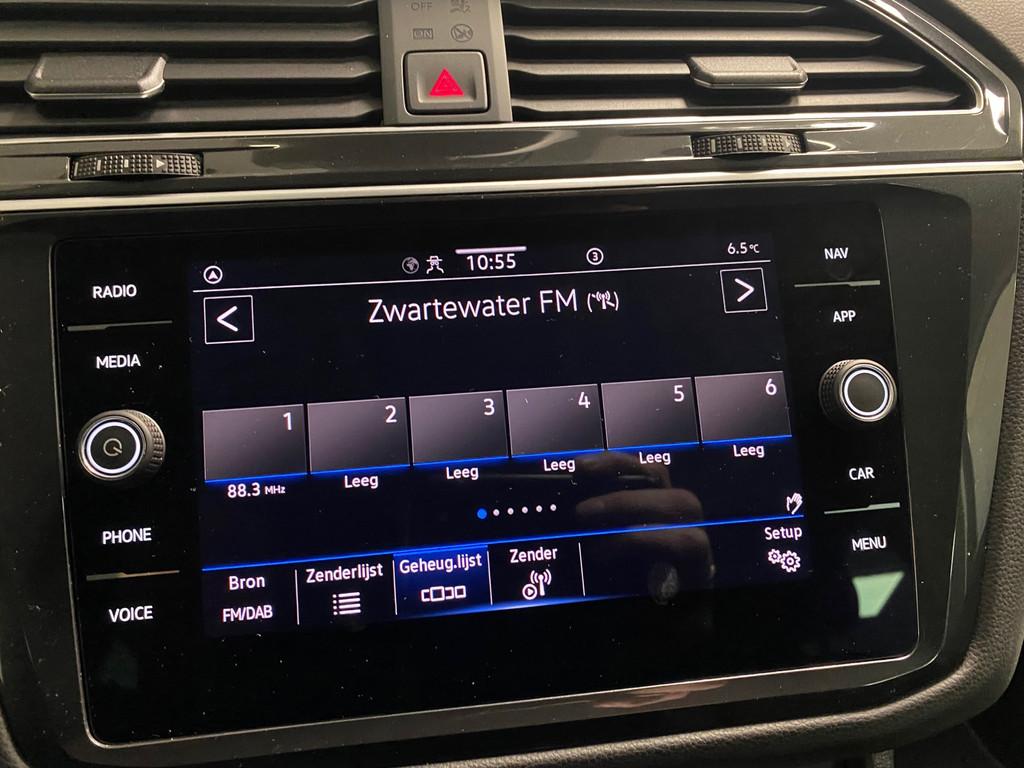 OFF
ON
10:55
3
6.5°C
Zwartewater FM
RADIO
MEDIA
PHONE
VOICE
NAV
APP
CAR
MENU
1
2
3
4
5
6
88.3 MHz
Leeg
Leeg
Leeg
Leeg
Leeg
Bron
FM/DAB
Zenderlijst
Geheug.lijst
Zender
Setup